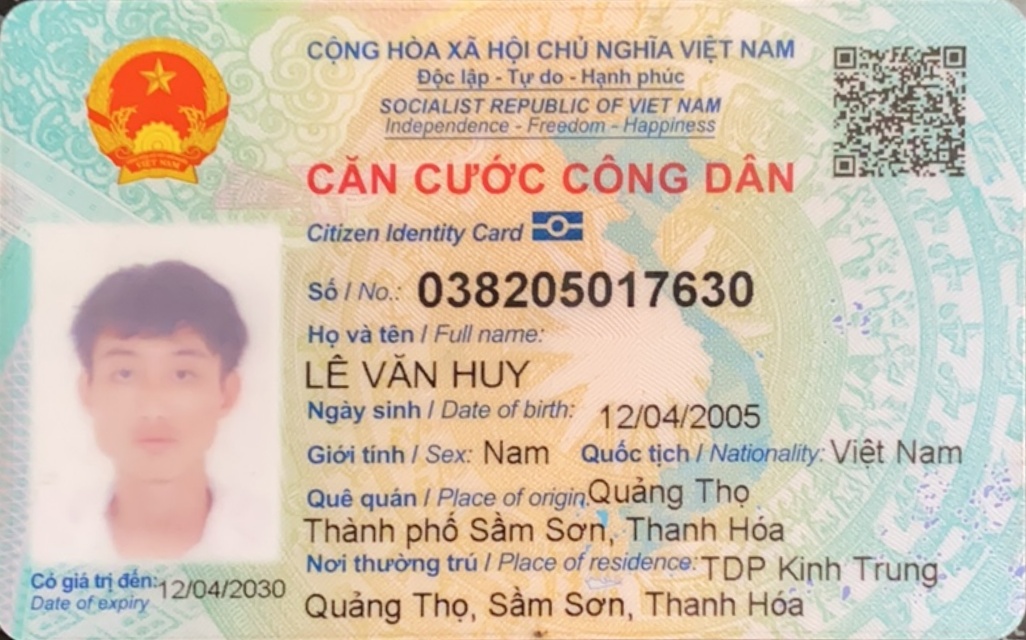 CỘNG HÒA XÃ HỘI CHỦ NGHĨA VIỆT NAM
Độc lập - Tự do - Hạnh phúc
SOCIALIST REPUBLIC OF VIET NAM
Independence - Freedom - Happiness
CĂN CƯỚC CÔNG DÂN
Citizen Identity Card
Số / No.: 038205017630
Họ và tên / Full name:
LÊ VĂN HUY
Ngày sinh / Date of birth: 12/04/2005
Giới tính / Sex: Nam Quốc tịch / Nationality: Việt Nam
Quê quán / Place of origin: Quảng Thọ
Thành phố Sầm Sơn, Thanh Hóa
Nơi thường trú / Place of residence: TDP Kinh Trung
Quảng Thọ, Sầm Sơn, Thanh Hóa
Có giá trị đến: 12/04/2030
Date of expiry
VIỆT NAM